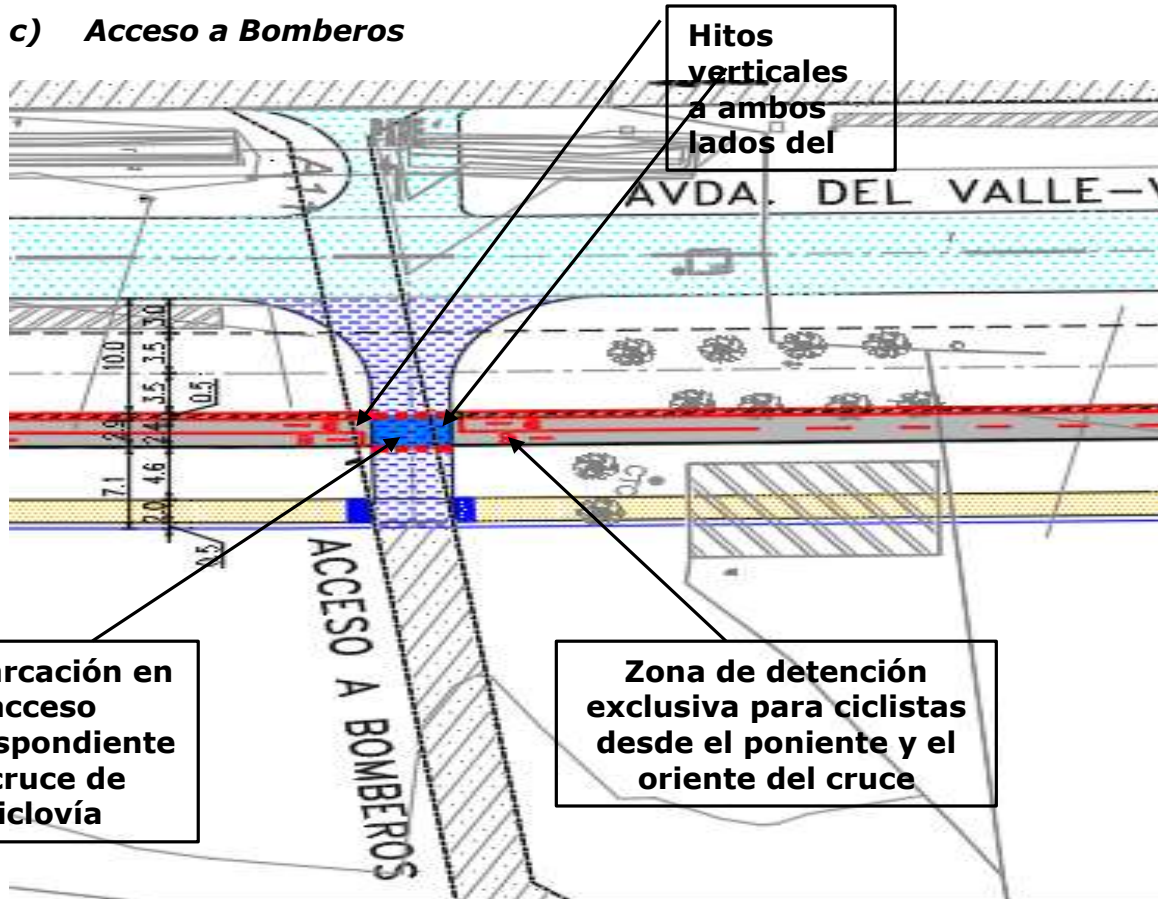 c) Acceso a Bomberos
Hitos
verticales
a ambos
lados del
AVDA. DEL VALLE-V
10.0
3.0
3.5
3.5
0.5
2.9
2.4
7.1
4.6
2.0
0.5
ACCESO A BOMBEROS
arcación en
acceso
spondiente
cruce de
iclovía
Zona de detención
exclusiva para ciclistas
desde el poniente y el
oriente del cruce